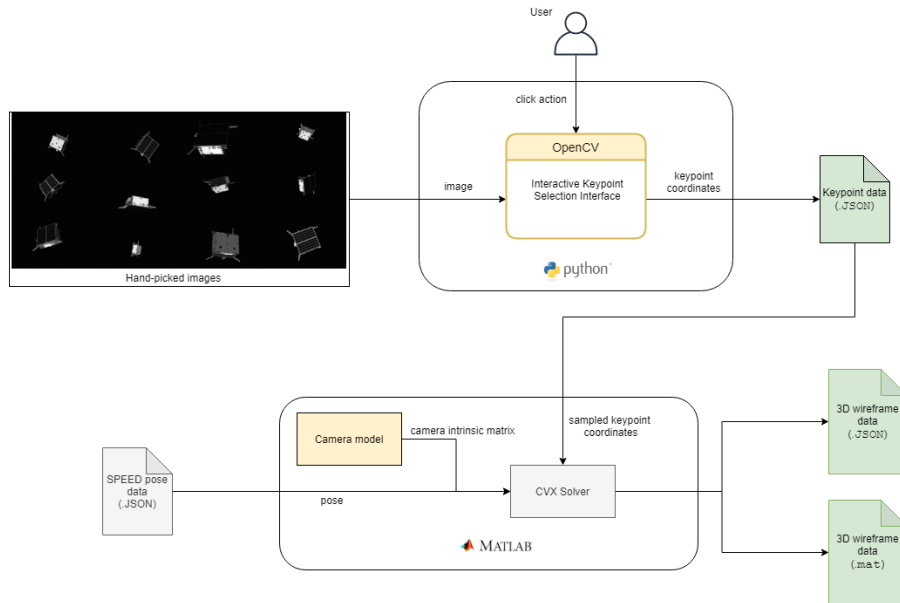 User
click action
OpenCV
Interactive Keypoint
Selection Interface
image
keypoint
coordinates
Keypoint data
(.JSON)
Hand-picked images
python™
sampled keypoint
coordinates
Camera model
camera intrinsic matrix
SPEED pose
data
(.JSON)
pose
CVX Solver
MATLAB
3D wireframe
data
(.JSON)
3D wireframe
data
(.mat)